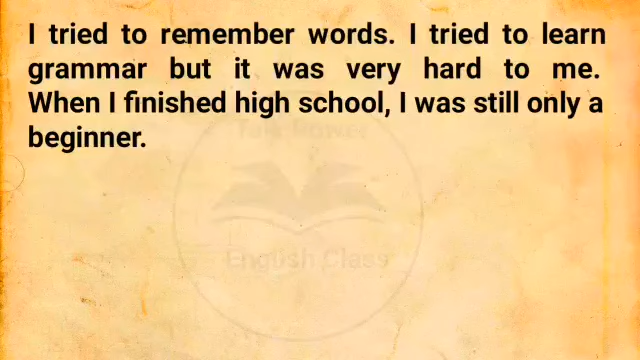 I tried to remember words. I tried to learn
grammar but it was very hard to me.
When I finished high school, I was still only a
beginner.
English Class